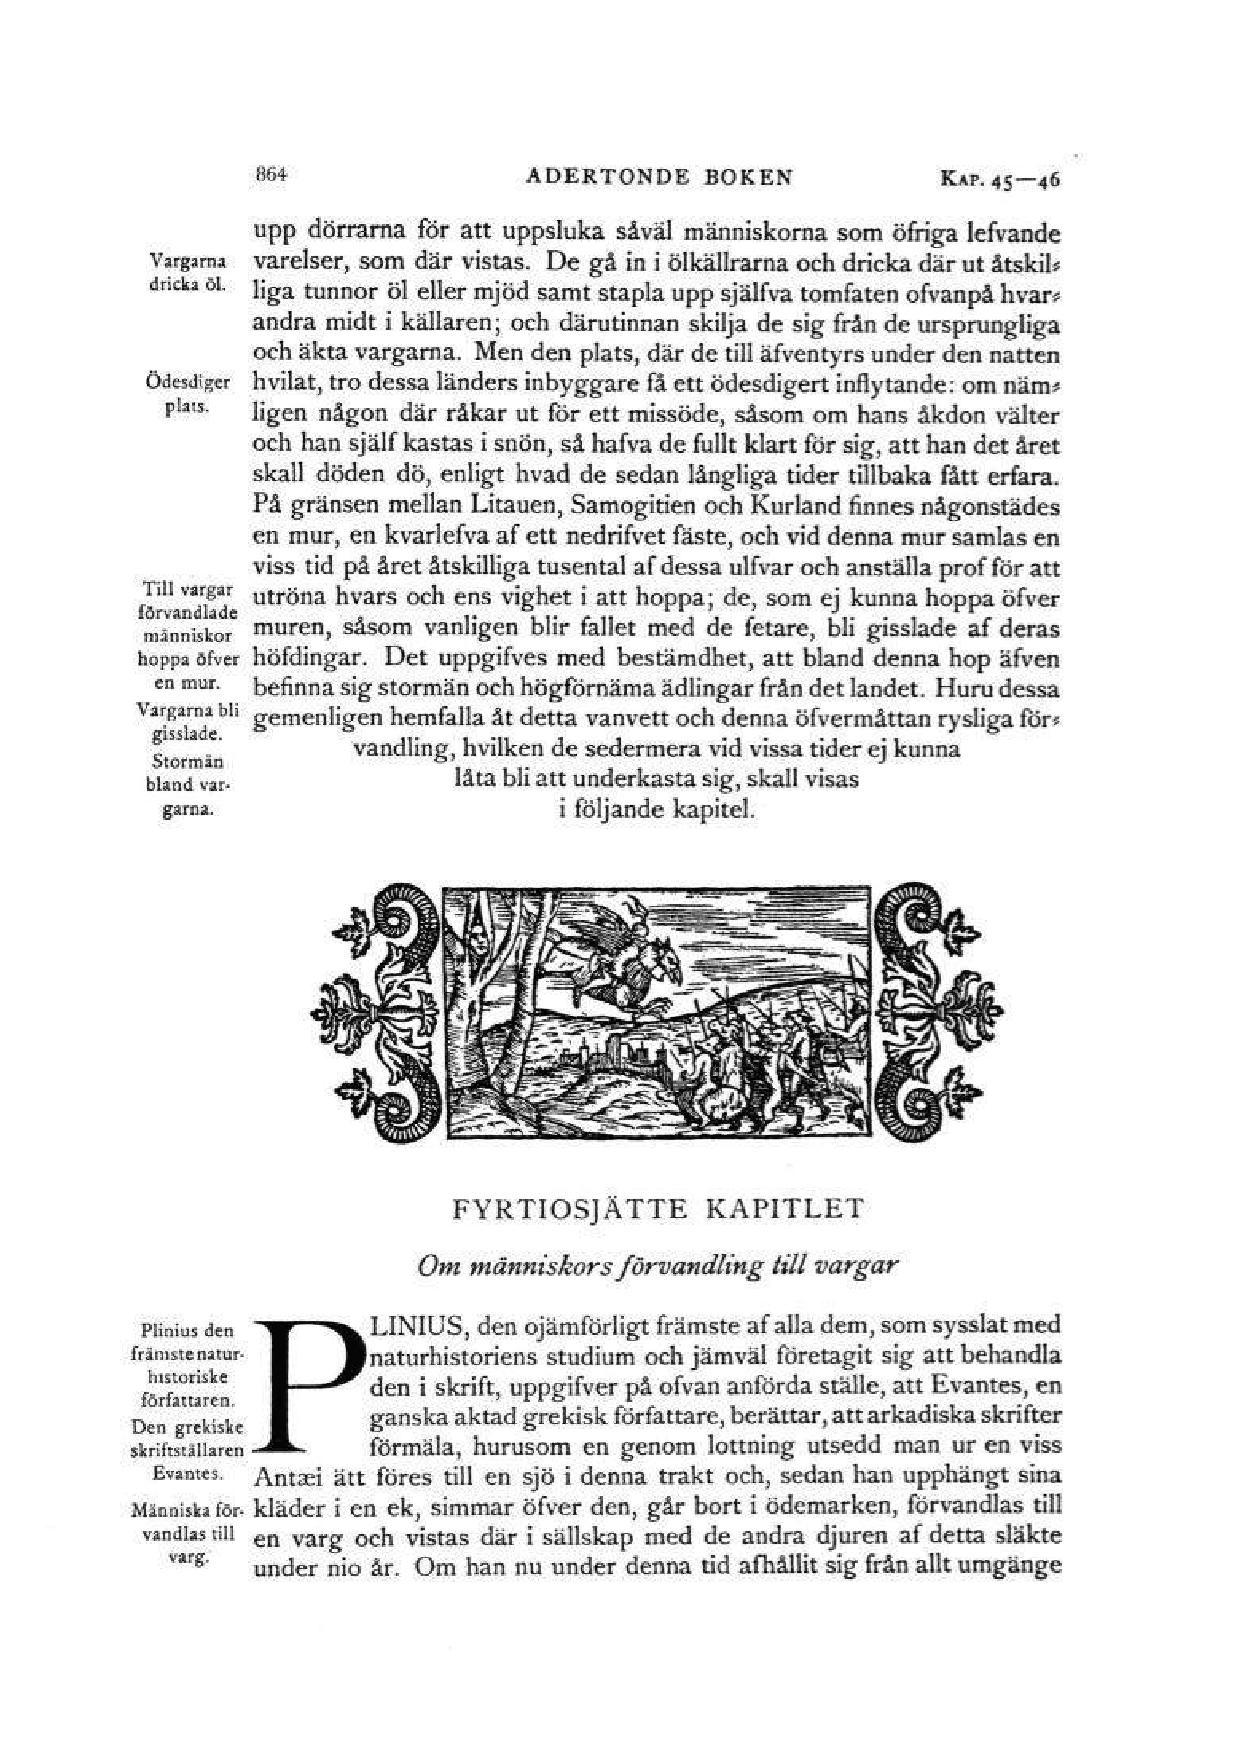 864 ADERTONDE BOKEN KAP. 45—46
upp dörrarna för att uppsluka såväl människorna som öfriga lefvande
varelser, som där vistas. De gå in i ölkällrarna och dricka där ut åtskil-
liga tunnor öl eller mjöd samt stapla upp själfva tomfaten ofvanpå hvar-
andra midt i källaren; och därutinnan skilja de sig från de ursprungliga
och äkta vargarna. Men den plats, där de till äfventyrs under den natten
hvilat, tro dessa länders inbyggare få ett ödesdigert inflytande: om näm-
ligen någon där råkar ut för ett missöde, såsom om hans åkdon välter
och han själf kastas i snön, så hafva de fullt klart för sig, att han det året
skall döden dö, enligt hvad de sedan långliga tider tillbaka fått erfara.
På gränsen mellan Litauen, Samogitien och Kurland finnes någonstädes
en mur, en kvarlefva af ett nedrifvet fäste, och vid denna mur samlas en
viss tid på året åtskilliga tusental af dessa ulfvar och anställa prof för att
utröna hvars och ens vighet i att hoppa; de, som ej kunna hoppa öfver
muren, såsom vanligen blir fallet med de fetare, bli gisslade af deras
höfdingar. Det uppgifves med bestämdhet, att bland denna hop äfven
befinna sig stormän och högförnäma ädlingar från det landet. Huru dessa
gemenligen hemfalla åt detta vanvett och denna öfvermåttan rysliga för-
vandling, hvilken de sedermera vid vissa tider ej kunna
låta bli att underkasta sig, skall visas
i följande kapitel.
Vargarna
dricka öl.
Ödesdiger
plats.
Till vargar
förvandlade
människor
hoppa öfver
en mur.
Vargarna bli
gisslade.
Stormän
bland var-
garna.
FYRTIOSJÄTTE KAPITLET
Om människors förvandling till vargar
PLINIUS, den ojämförligt främste af alla dem, som sysslat med
naturhistoriens studium och jämväl företagit sig att behandla
den i skrift, uppgifver på ofvan anförda ställe, att Evantes, en
ganska aktad grekisk författare, berättar, att arkadiska skrifter
förmäla, hurusom en genom lottning utsedd man ur en viss
Antæi ätt föres till en sjö i denna trakt och, sedan han upphängt sina
kläder i en ek, simmar öfver den, går bort i ödemarken, förvandlas till
en varg och vistas där i sällskap med de andra djuren af detta släkte
under nio år. Om han nu under denna tid afhållit sig från allt umgänge
Plinius den
främste natur-
historiske
författaren.
Den grekiske
skriftställaren
Evantes.
Människa för-
vandlas till
varg.